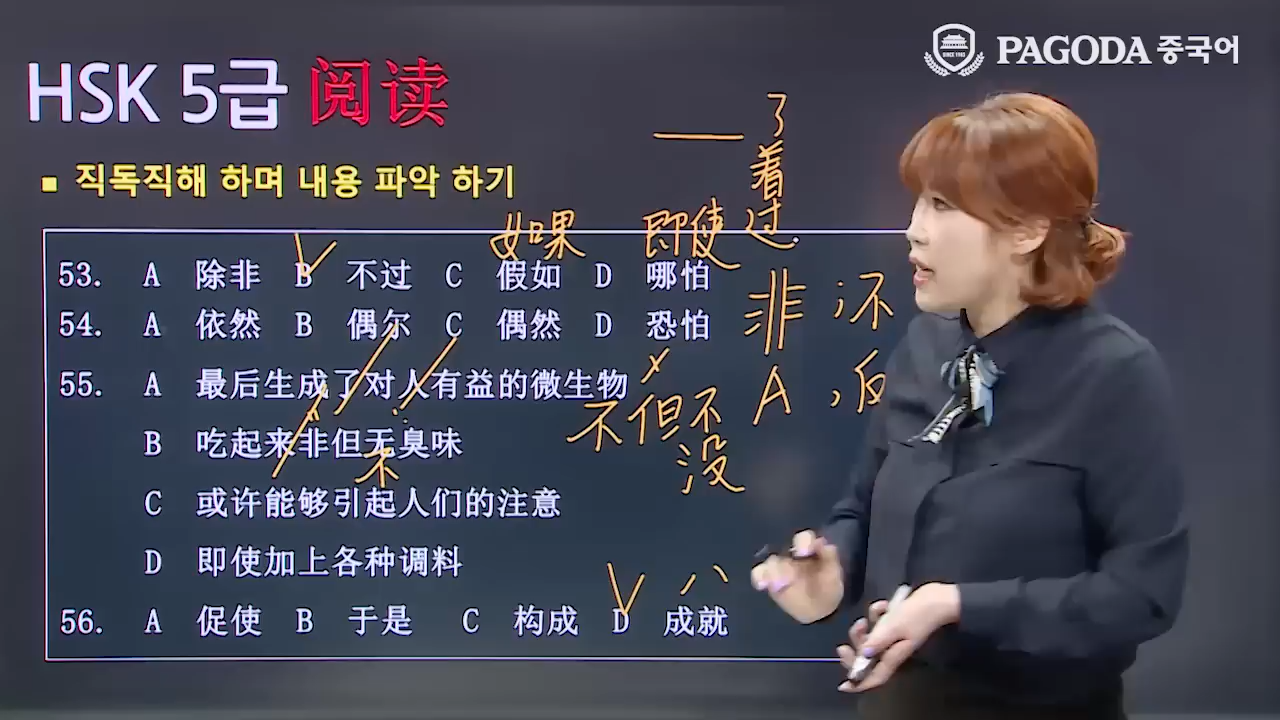 PAGODA 중국어
HSK 5급 阅读
■ 직독직해 하며 내용 파악 하기
了
着
过
如果 即使
53. A 除非 B 不过 C 假如 D 哪怕
54. A 依然 B 偶尔 C 偶然 D 恐怕
非 还
55. A 最后生成了对人有益的微生物
不但不 A ,反
没
B 吃起来非但无臭味
不
C 或许能够引起人们的注意
D 即使加上各种调料
56. A 促使 B 于是 C 构成 D 成就